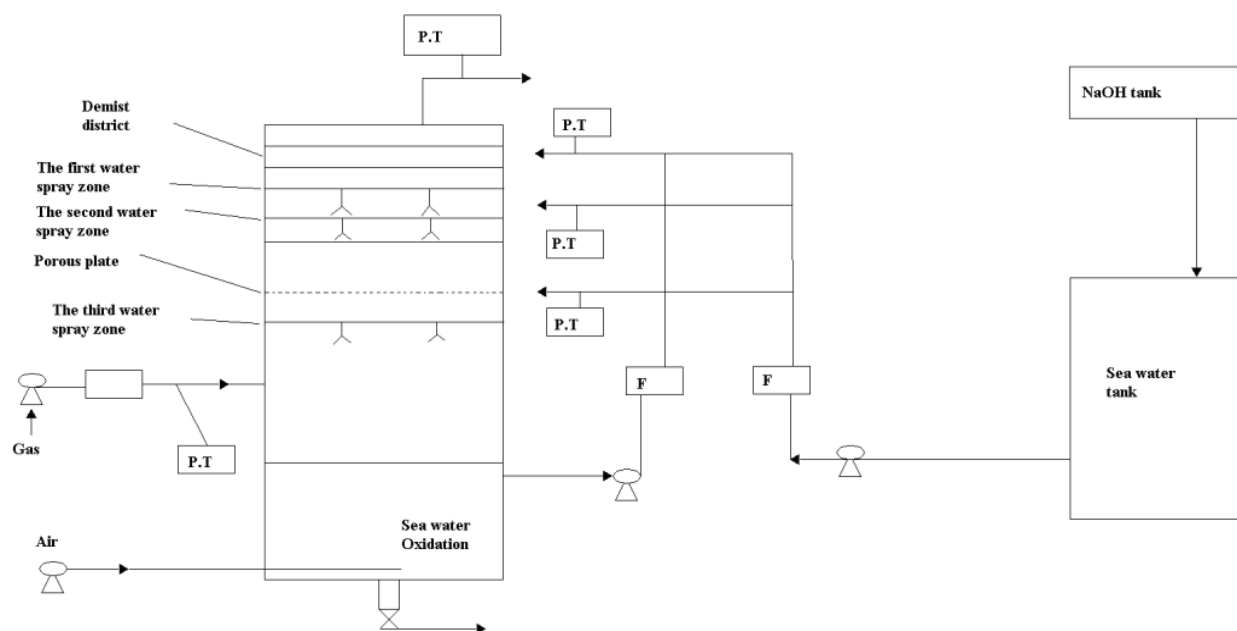 P.T
NaOH tank
Demist
district
P.T
The first water
spray zone
The second water
spray zone
P.T
Porous plate
The third water
spray zone
P.T
F
F
Sea water
tank
Gas
P.T
Sea water
Oxidation
Air